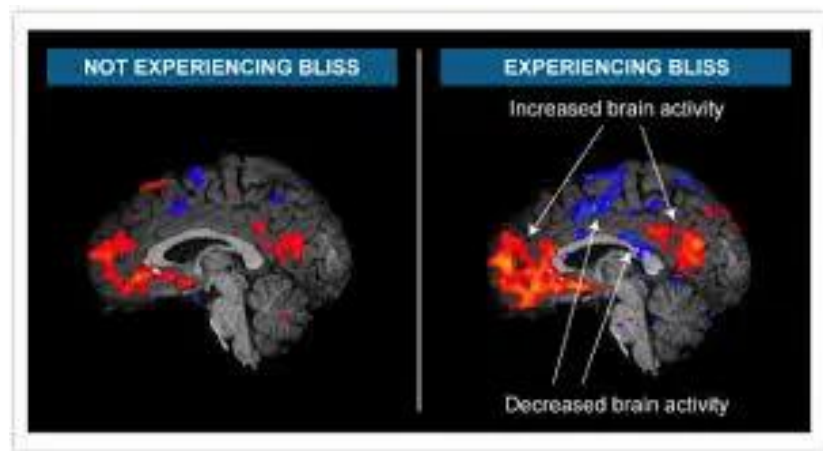 NOT EXPERIENCING BLISS
EXPERIENCING BLISS
Increased brain activity
Decreased brain activity